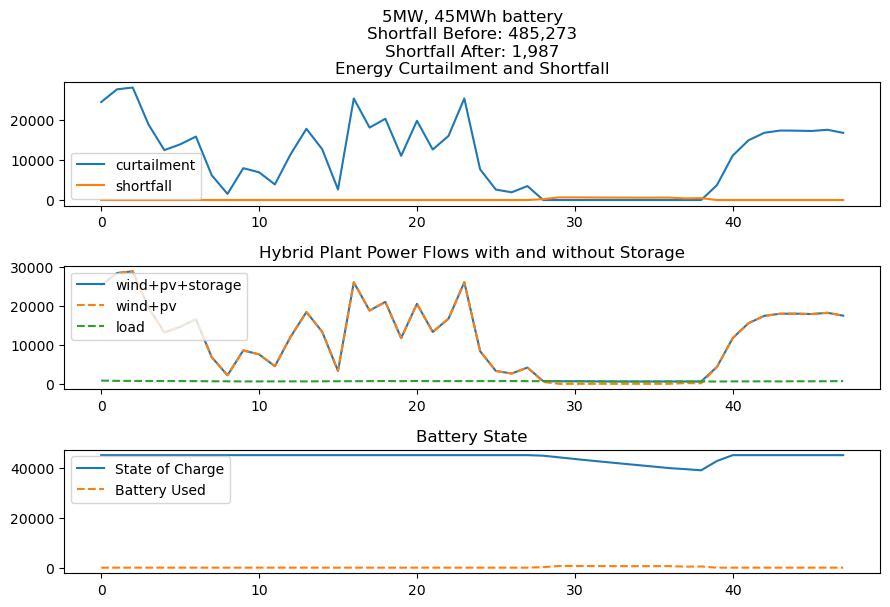 5MW, 45MWh battery
Shortfall Before: 485,273
Shortfall After: 1,987
Energy Curtailment and Shortfall
20000
10000
0
curtailment
shortfall
0 10 20 30 40
Hybrid Plant Power Flows with and without Storage
30000
20000
10000
0
wind+pv+storage
wind+pv
load
0 10 20 30 40
Battery State
40000
20000
0
State of Charge
Battery Used
0 10 20 30 40